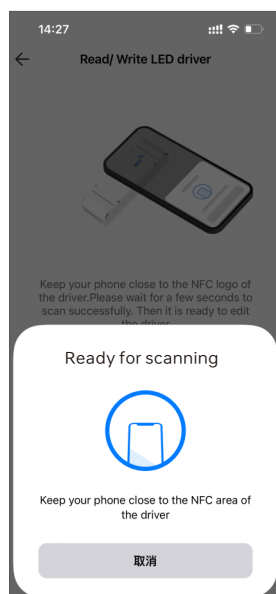 14:27
Read/ Write LED driver
Keep your phone close to the NFC logo of
the driver.Please wait for a few seconds to
scan successfully. Then it is ready to edit
the driver
Ready for scanning
Keep your phone close to the NFC area of
the driver
取消